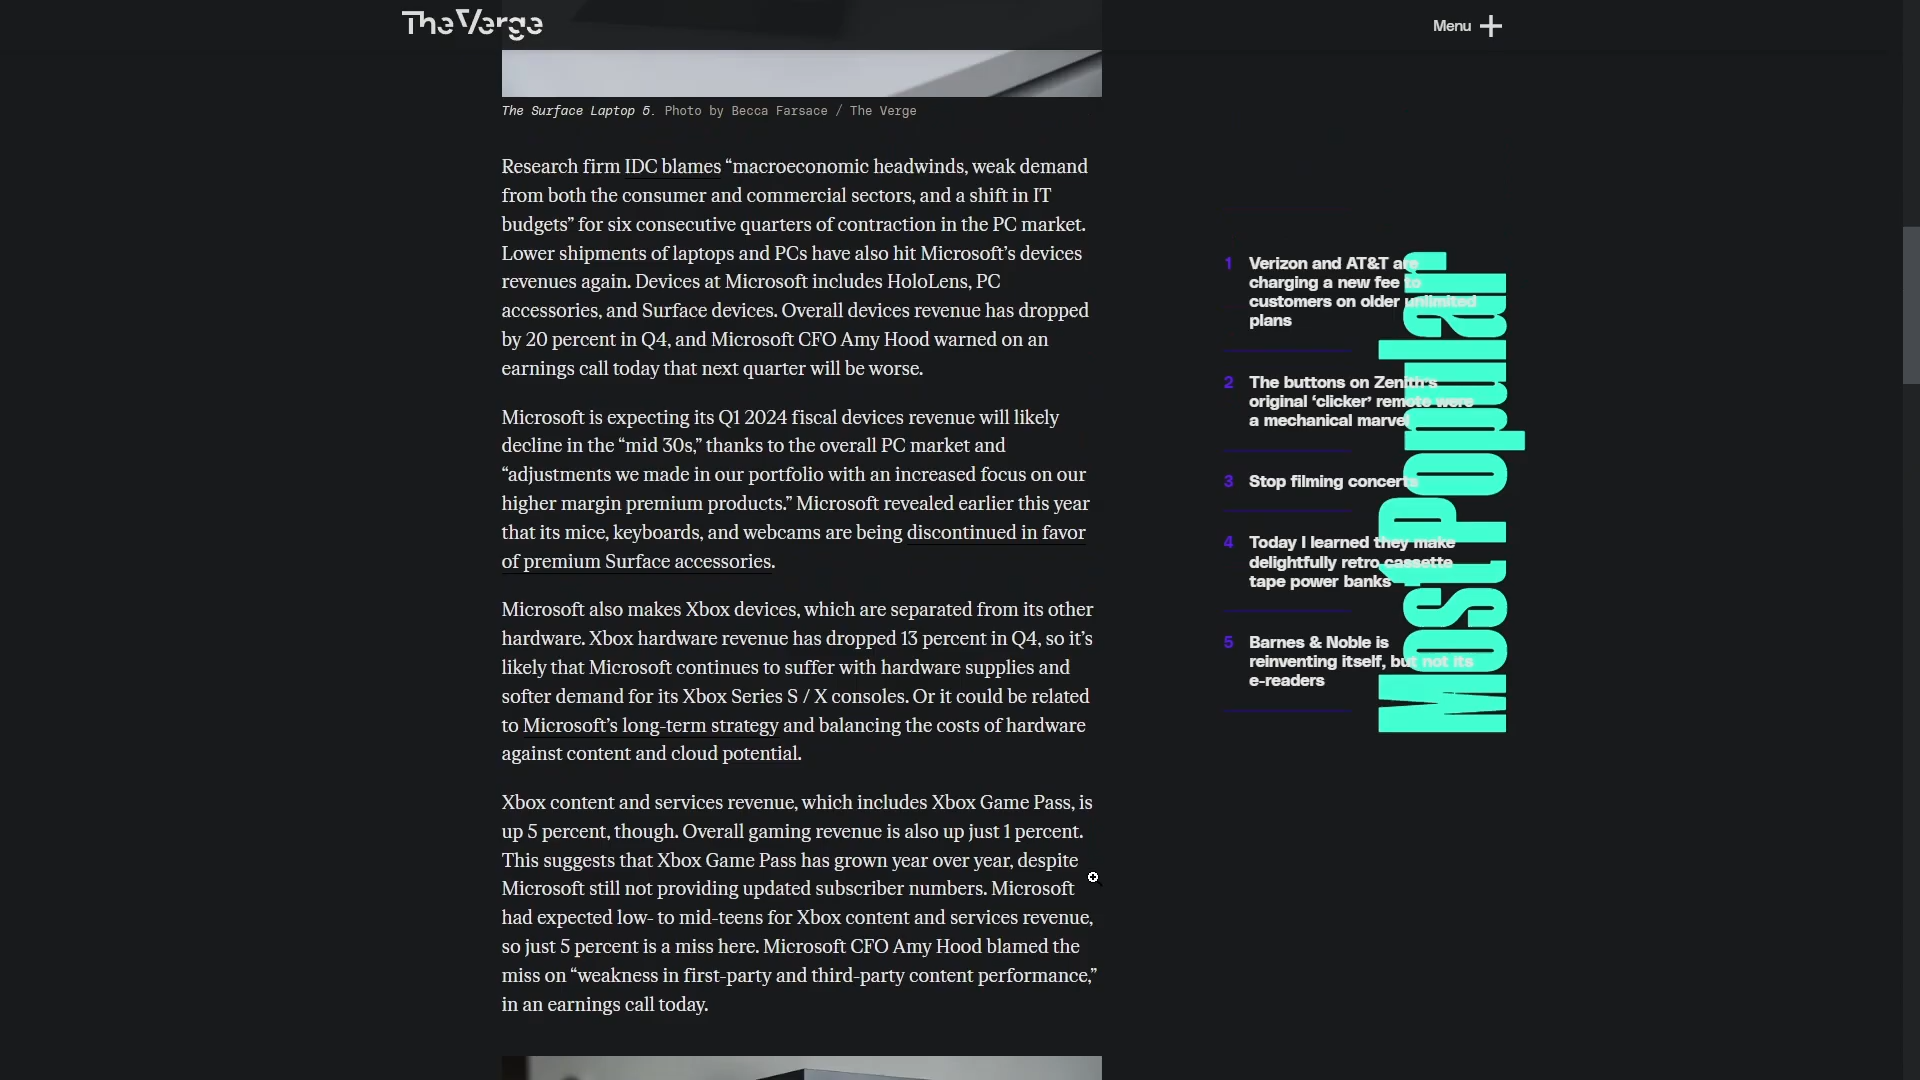 The Verge
Menu
The Surface Laptop 5. Photo by Becca Farsace / The Verge
Research firm IDC blames “macroeconomic headwinds, weak demand
from both the consumer and commercial sectors, and a shift in IT
budgets” for six consecutive quarters of contraction in the PC market.
Lower shipments of laptops and PCs have also hit Microsoft’s devices
revenues again. Devices at Microsoft includes HoloLens, PC
accessories, and Surface devices. Overall devices revenue has dropped
by 20 percent in Q4, and Microsoft CFO Amy Hood warned on an
earnings call today that next quarter will be worse.
Microsoft is expecting its Q1 2024 fiscal devices revenue will likely
decline in the “mid 30s,” thanks to the overall PC market and
“adjustments we made in our portfolio with an increased focus on our
higher margin premium products.” Microsoft revealed earlier this year
that its mice, keyboards, and webcams are being discontinued in favor
of premium Surface accessories.
Microsoft also makes Xbox devices, which are separated from its other
hardware. Xbox hardware revenue has dropped 13 percent in Q4, so it’s
likely that Microsoft continues to suffer with hardware supplies and
softer demand for its Xbox Series S / X consoles. Or it could be related
to Microsoft’s long-term strategy and balancing the costs of hardware
against content and cloud potential.
Xbox content and services revenue, which includes Xbox Game Pass, is
up 5 percent, though. Overall gaming revenue is also up just 1 percent.
This suggests that Xbox Game Pass has grown year over year, despite
Microsoft still not providing updated subscriber numbers. Microsoft
had expected low- to mid-teens for Xbox content and services revenue,
so just 5 percent is a miss here. Microsoft CFO Amy Hood blamed the
miss on “weakness in first-party and third-party content performance,”
in an earnings call today.
Most Popular
1 Verizon and AT&T are
charging a new fee to
customers on older unlimited
plans
2 The buttons on Zenith’s
original ‘clicker’ remote were
a mechanical marvel
3 Stop filming concerts
4 Today I learned they make
delightfully retro cassette
tape power banks
5 Barnes & Noble is
reinventing itself, but not its
e-readers